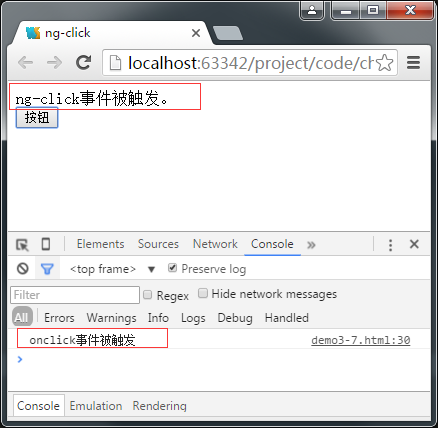 ng-click
localhost:63342/project/code/ch
ng-click事件被触发。
按钮
Elements Sources Network Console »
<top frame> ▼ Preserve log
Filter Regex Hide network messages
All Errors Warnings Info Logs Debug Handled
onclick事件被触发 demo3-7.html:30
Console Emulation Rendering